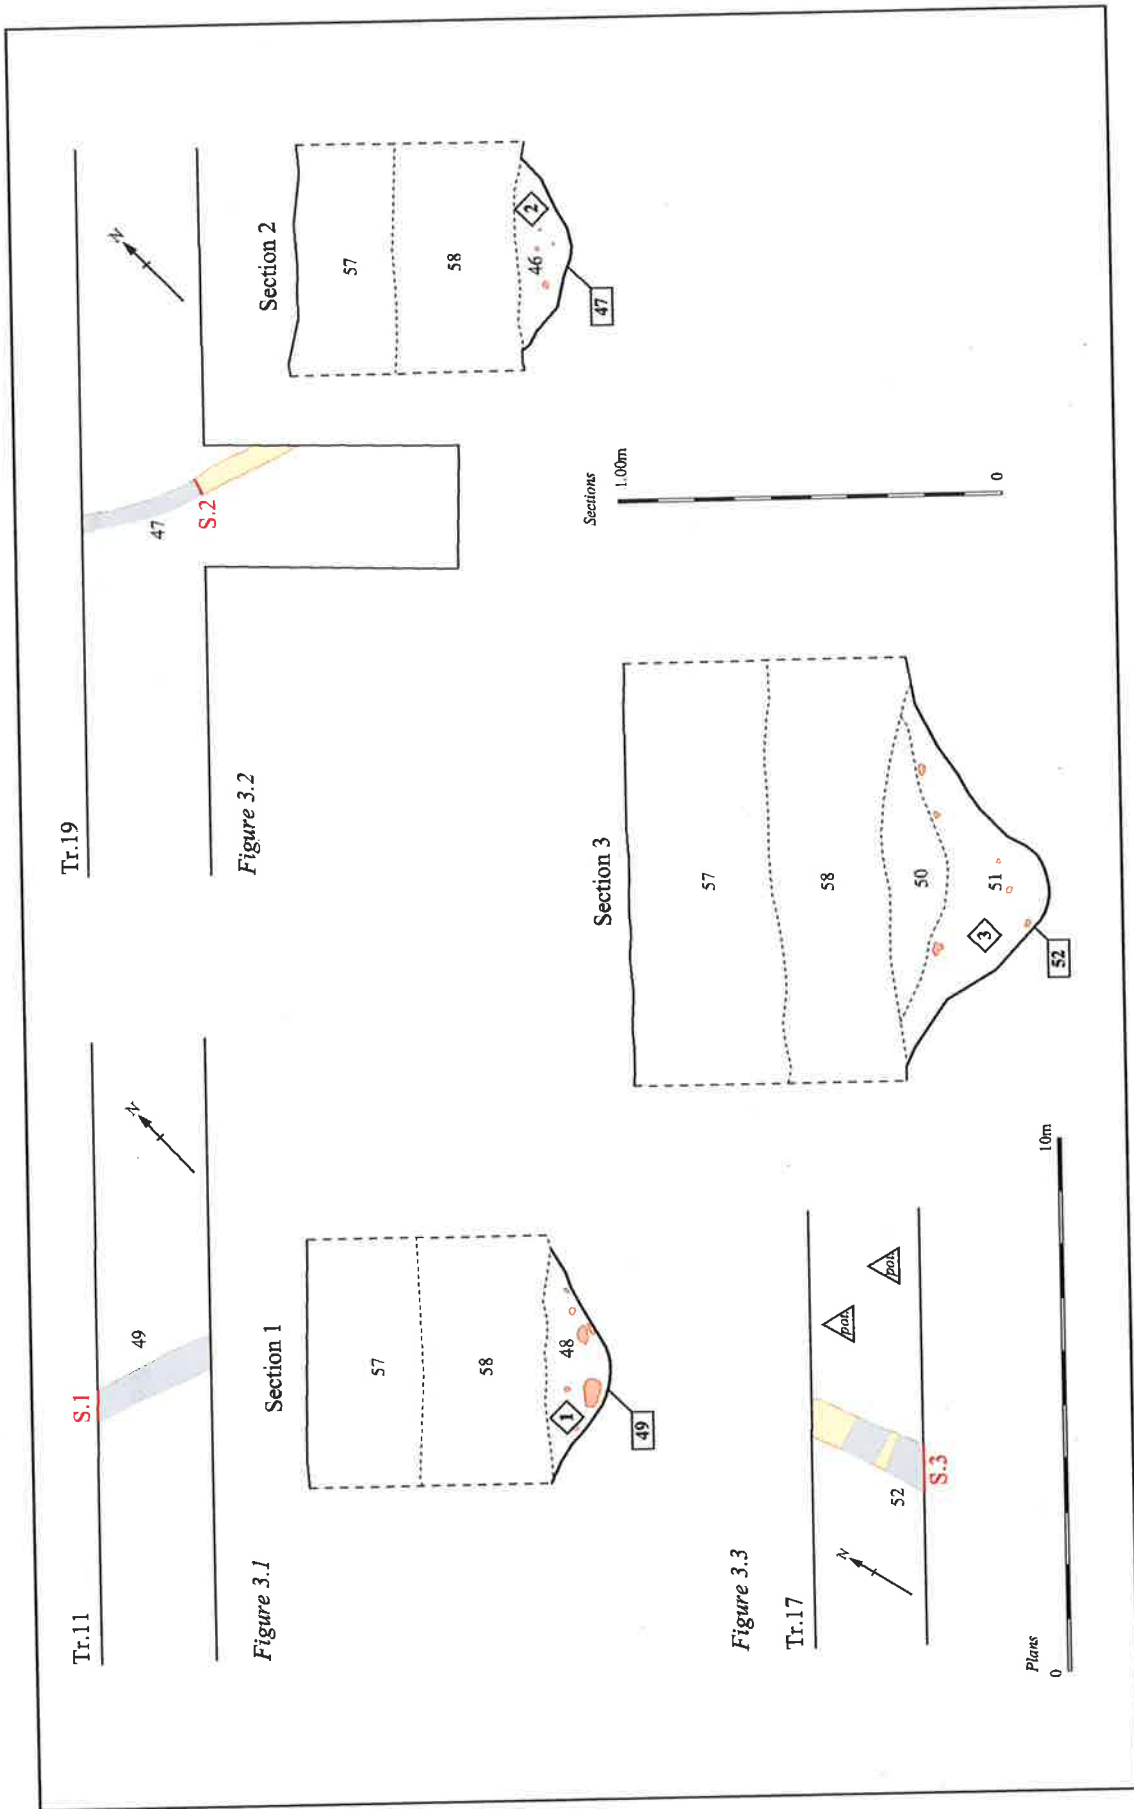 Tr.11
S.1
49
N
Figure 3.1
Section 1
57
58
48
1
49
Tr.19
47
S.2
N
Figure 3.2
Section 2
57
58
46
2
47
Figure 3.3
Tr.17
N
52
S.3
pot.
pot.
Section 3
57
58
50
51
3
52
Plans
0
10m
Sections
1.00m
0